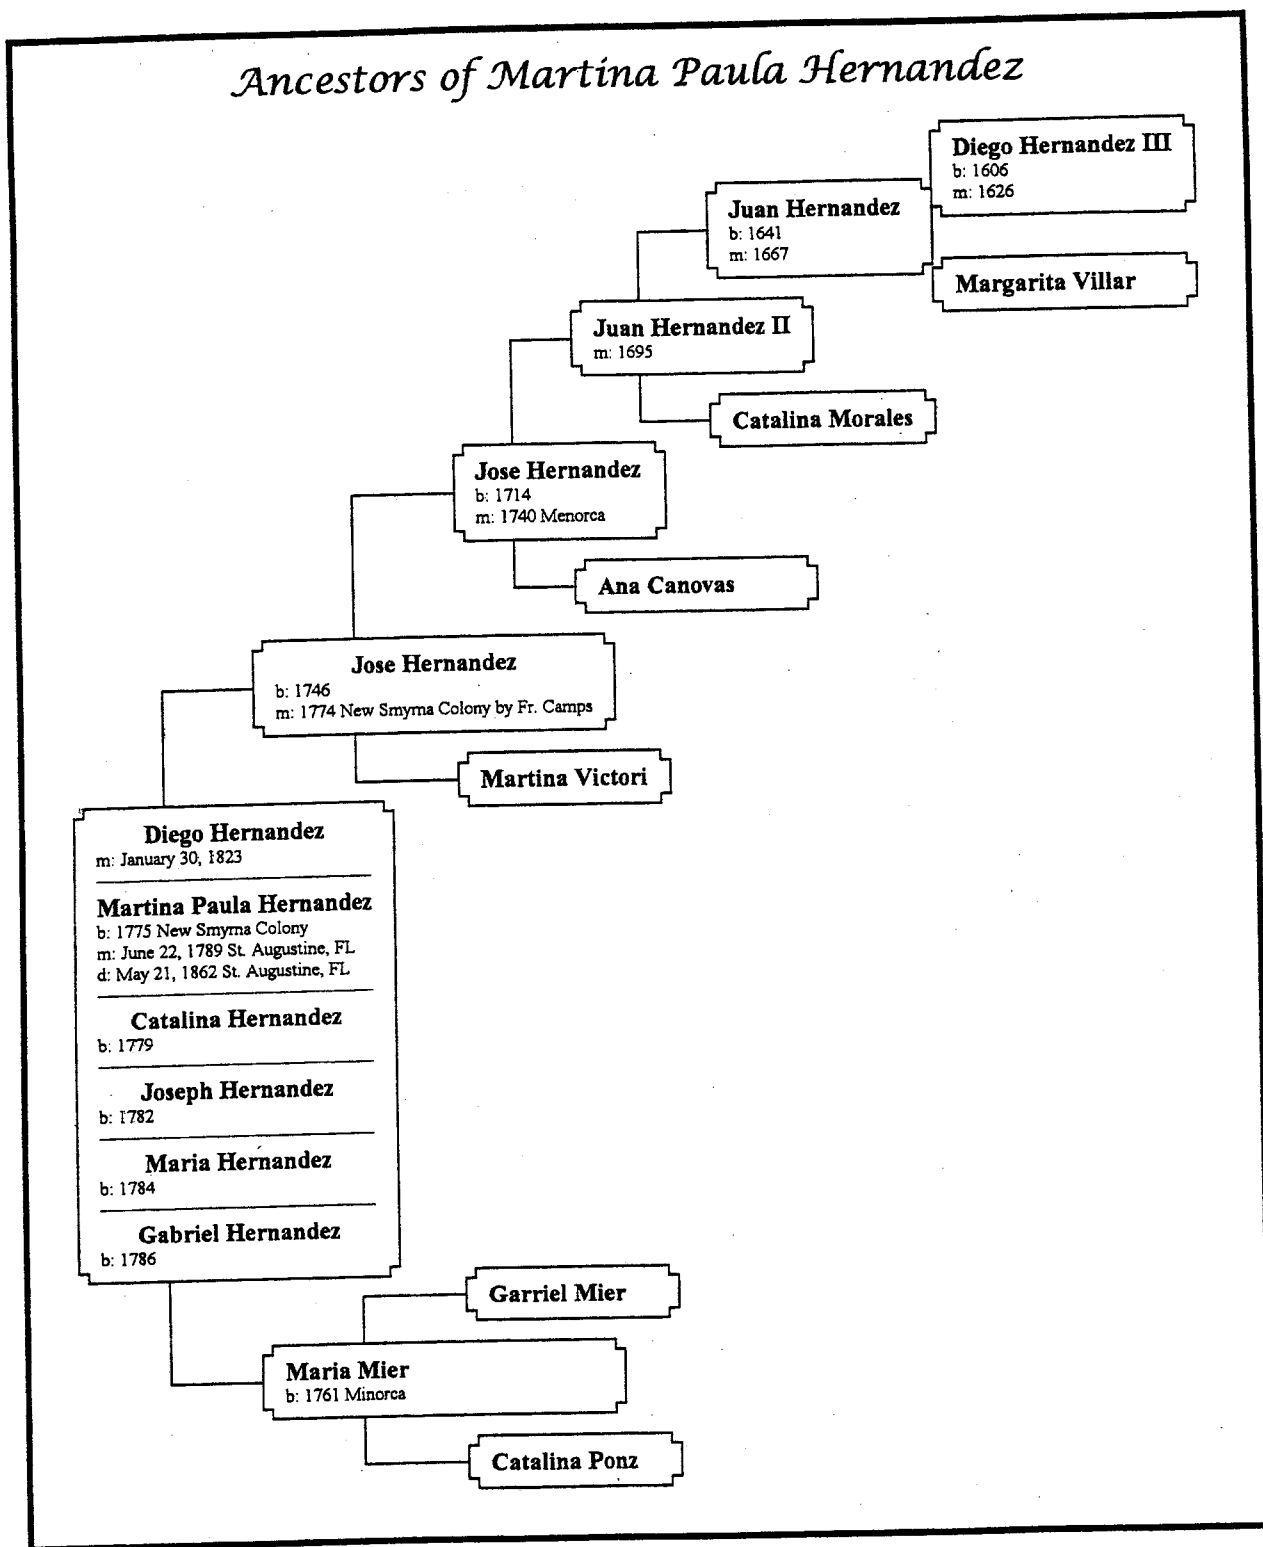 Ancestors of Martina Paula Hernandez
Diego Hernandez III
b: 1606
m: 1626
Juan Hernandez
b: 1641
m: 1667
Margarita Villar
Juan Hernandez II
m: 1695
Catalina Morales
Jose Hernandez
b: 1714
m: 1740 Menorca
Ana Canovas
Jose Hernandez
b: 1746
m: 1774 New Smyrna Colony by Fr. Camps
Martina Victori
Diego Hernandez
m: January 30, 1823
Martina Paula Hernandez
b: 1775 New Smyrna Colony
m: June 22, 1789 St. Augustine, FL
d: May 21, 1862 St. Augustine, FL
Catalina Hernandez
b: 1779
Joseph Hernandez
b: 1782
Maria Hernandez
b: 1784
Gabriel Hernandez
b: 1786
Garriel Mier
Maria Mier
b: 1761 Minorca
Catalina Ponz